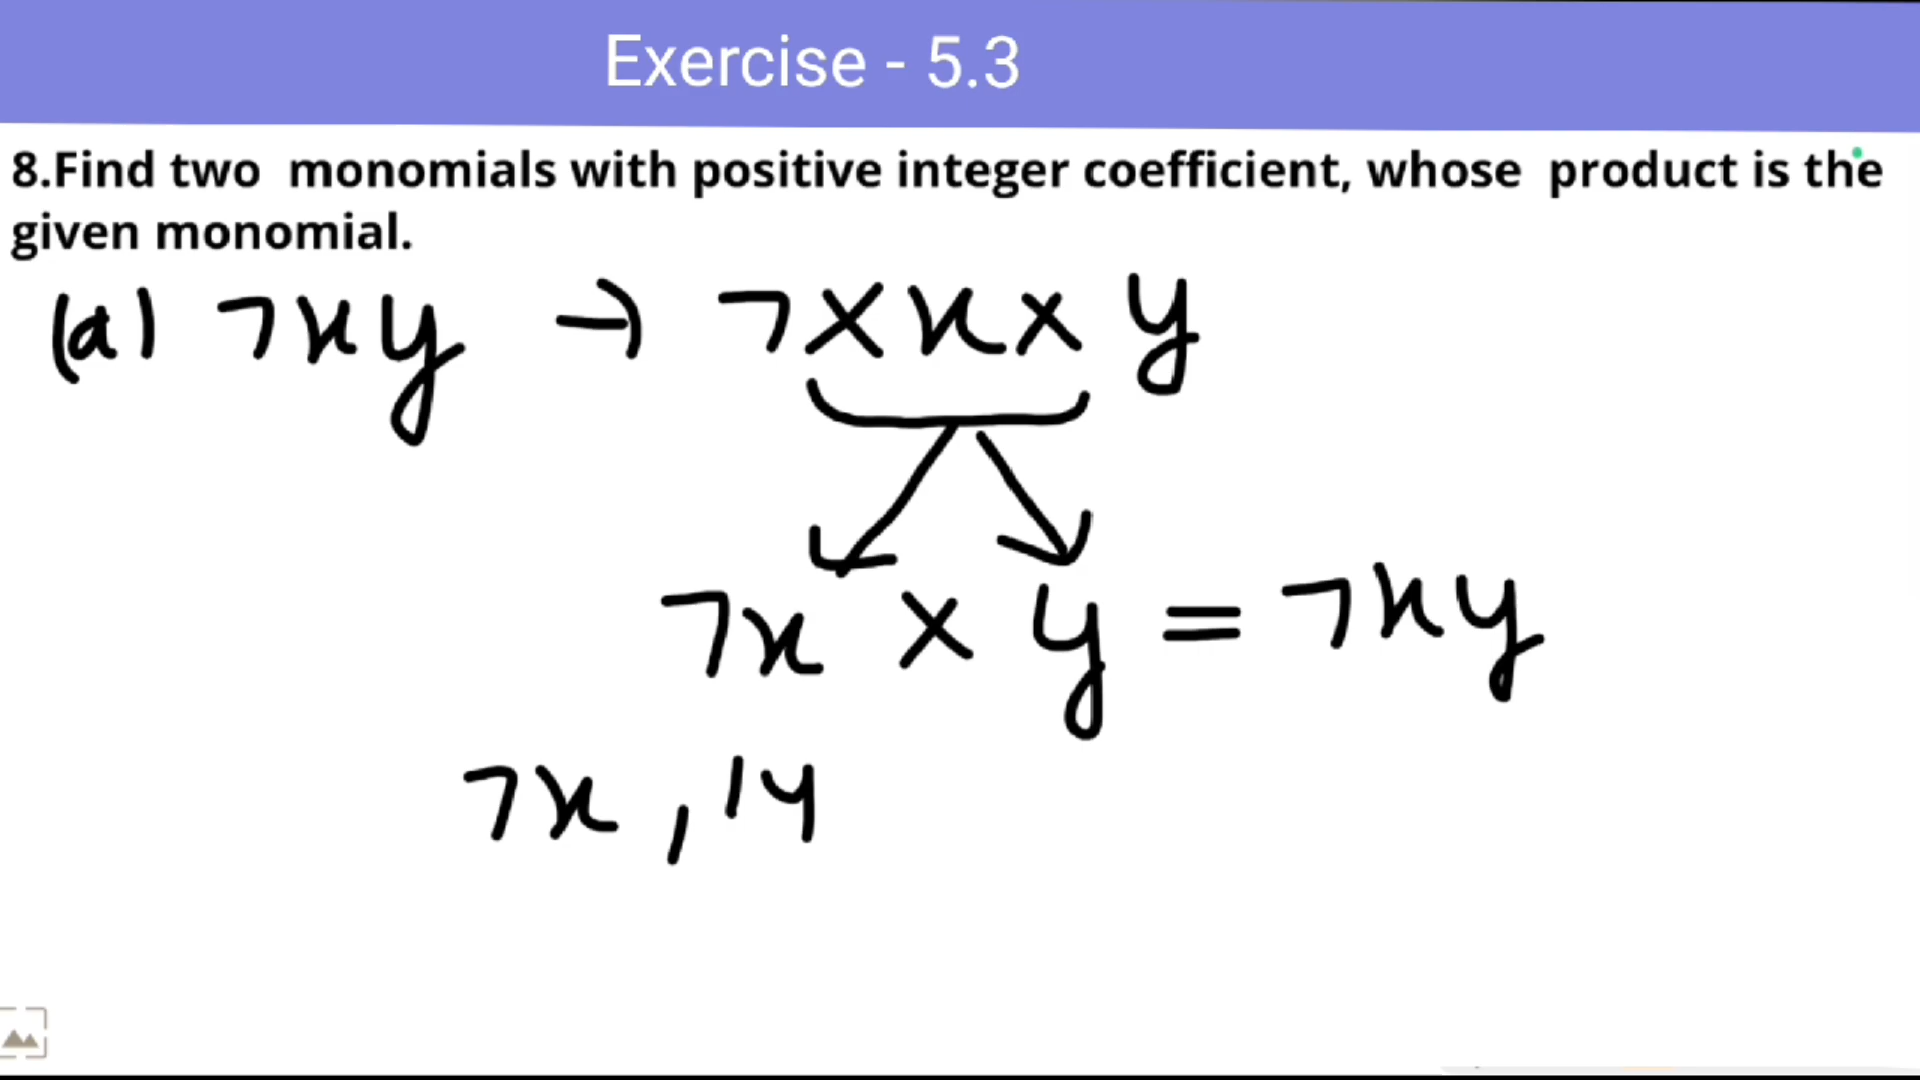 Exercise - 5.3
8.Find two monomials with positive integer coefficient, whose product is the
given monomial.
(a) 7xy → 7 × x × y
7x × y = 7xy
7x , 1y